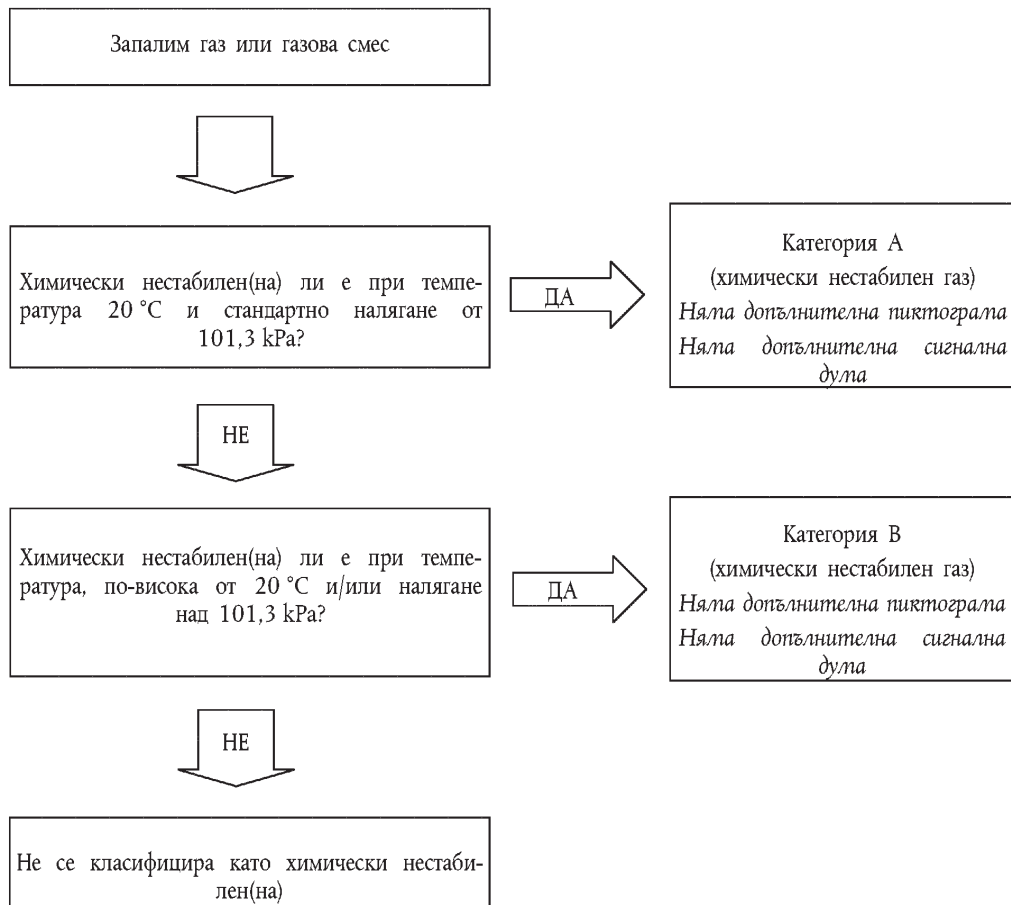 Запалим газ или газова смес
Химически нестабилен(на) ли е при темпе-
ратура 20 °C и стандартно налягане от
101,3 kPa?
ДА
Категория А
(химически нестабилен газ)
Няма допълнителна пиктограма
Няма допълнителна сигнална
дума
НЕ
Химически нестабилен(на) ли е при темпе-
ратура, по-висока от 20 °C и/или налягане
над 101,3 kPa?
ДА
Категория В
(химически нестабилен газ)
Няма допълнителна пиктограма
Няма допълнителна сигнална
дума
НЕ
Не се класифицира като химически нестаби-
лен(на)